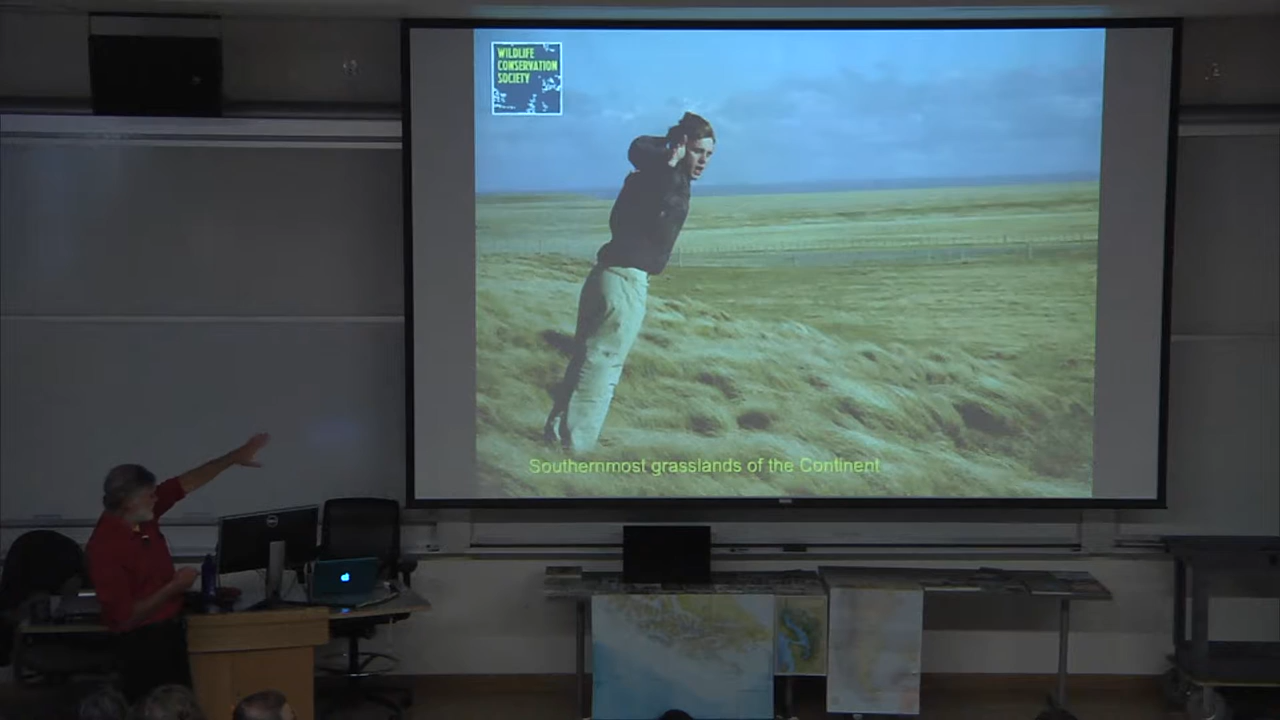 WILDLIFE
CONSERVATION
SOCIETY
Southernmost grasslands of the Continent